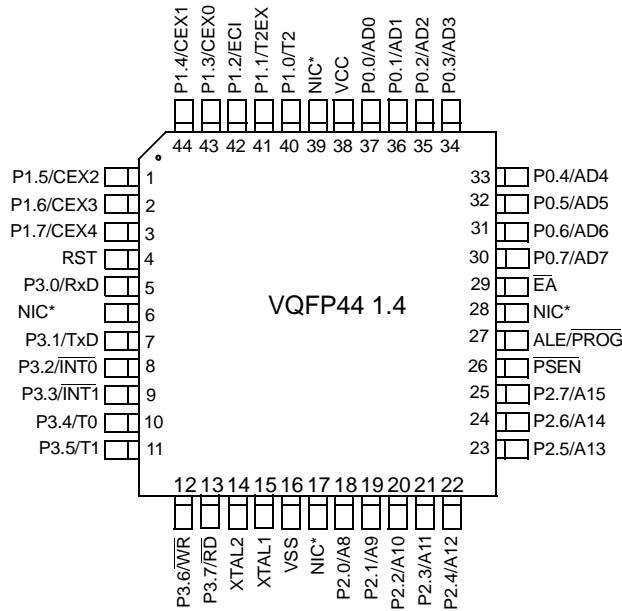 P1.4/CEX1
P1.3/CEX0
P1.2/ECI
P1.1/T2EX
P1.0/T2
NIC*
VCC
P0.0/AD0
P0.1/AD1
P0.2/AD2
P0.3/AD3
44 43 42 41 40 39 38 37 36 35 34
P1.5/CEX2 1
P1.6/CEX3 2
P1.7/CEX4 3
RST 4
P3.0/RxD 5
NIC* 6
P3.1/TxD 7
P3.2/INT0 8
P3.3/INT1 9
P3.4/T0 10
P3.5/T1 11
VQFP44 1.4
33 P0.4/AD4
32 P0.5/AD5
31 P0.6/AD6
30 P0.7/AD7
29 EA
28 NIC*
27 ALE/PROG
26 PSEN
25 P2.7/A15
24 P2.6/A14
23 P2.5/A13
12 13 14 15 16 17 18 19 20 21 22
P3.6/WR
P3.7/RD
XTAL2
XTAL1
VSS
NIC*
P2.0/A8
P2.1/A9
P2.2/A10
P2.3/A11
P2.4/A12